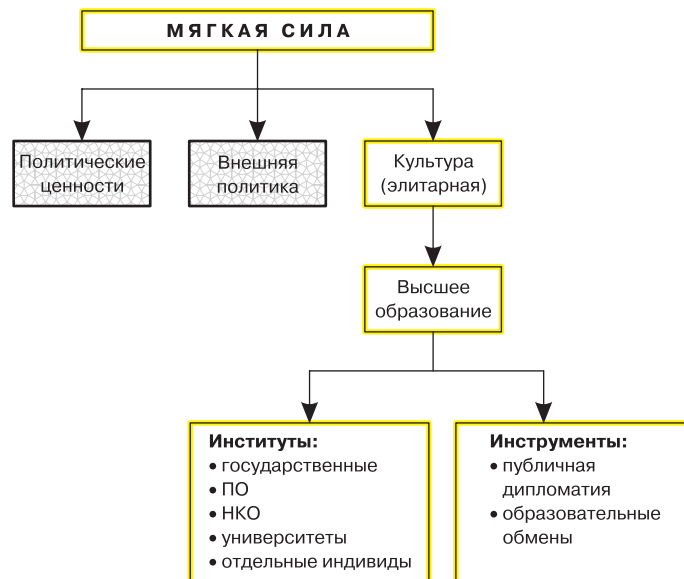 МЯГКАЯ СИЛА
Политические
ценности
Внешняя
политика
Культура
(элитарная)
Высшее
образование
Институты:
• государственные
• ПО
• НКО
• университеты
• отдельные индивиды
Инструменты:
• публичная
дипломатия
• образовательные
обмены